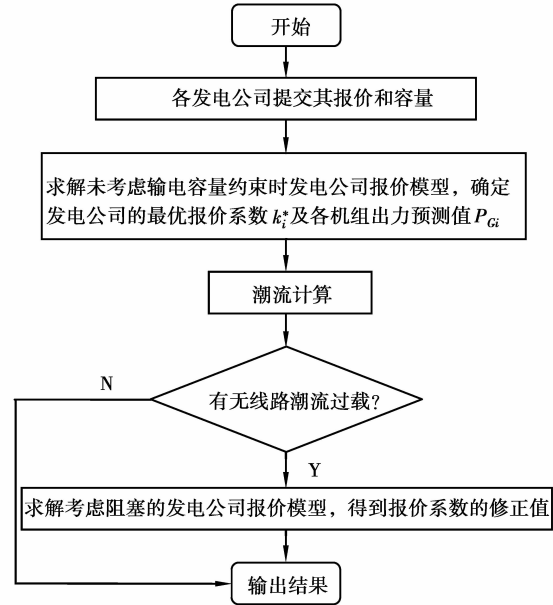 开始
各发电公司提交其报价和容量
求解未考虑输电容量约束时发电公司报价模型，确定
发电公司的最优报价系数 k_i^* 及各机组出力预测值 P_{Gi}
潮流计算
有无线路潮流过载？
N
Y
求解考虑阻塞的发电公司报价模型，得到报价系数的修正值
输出结果